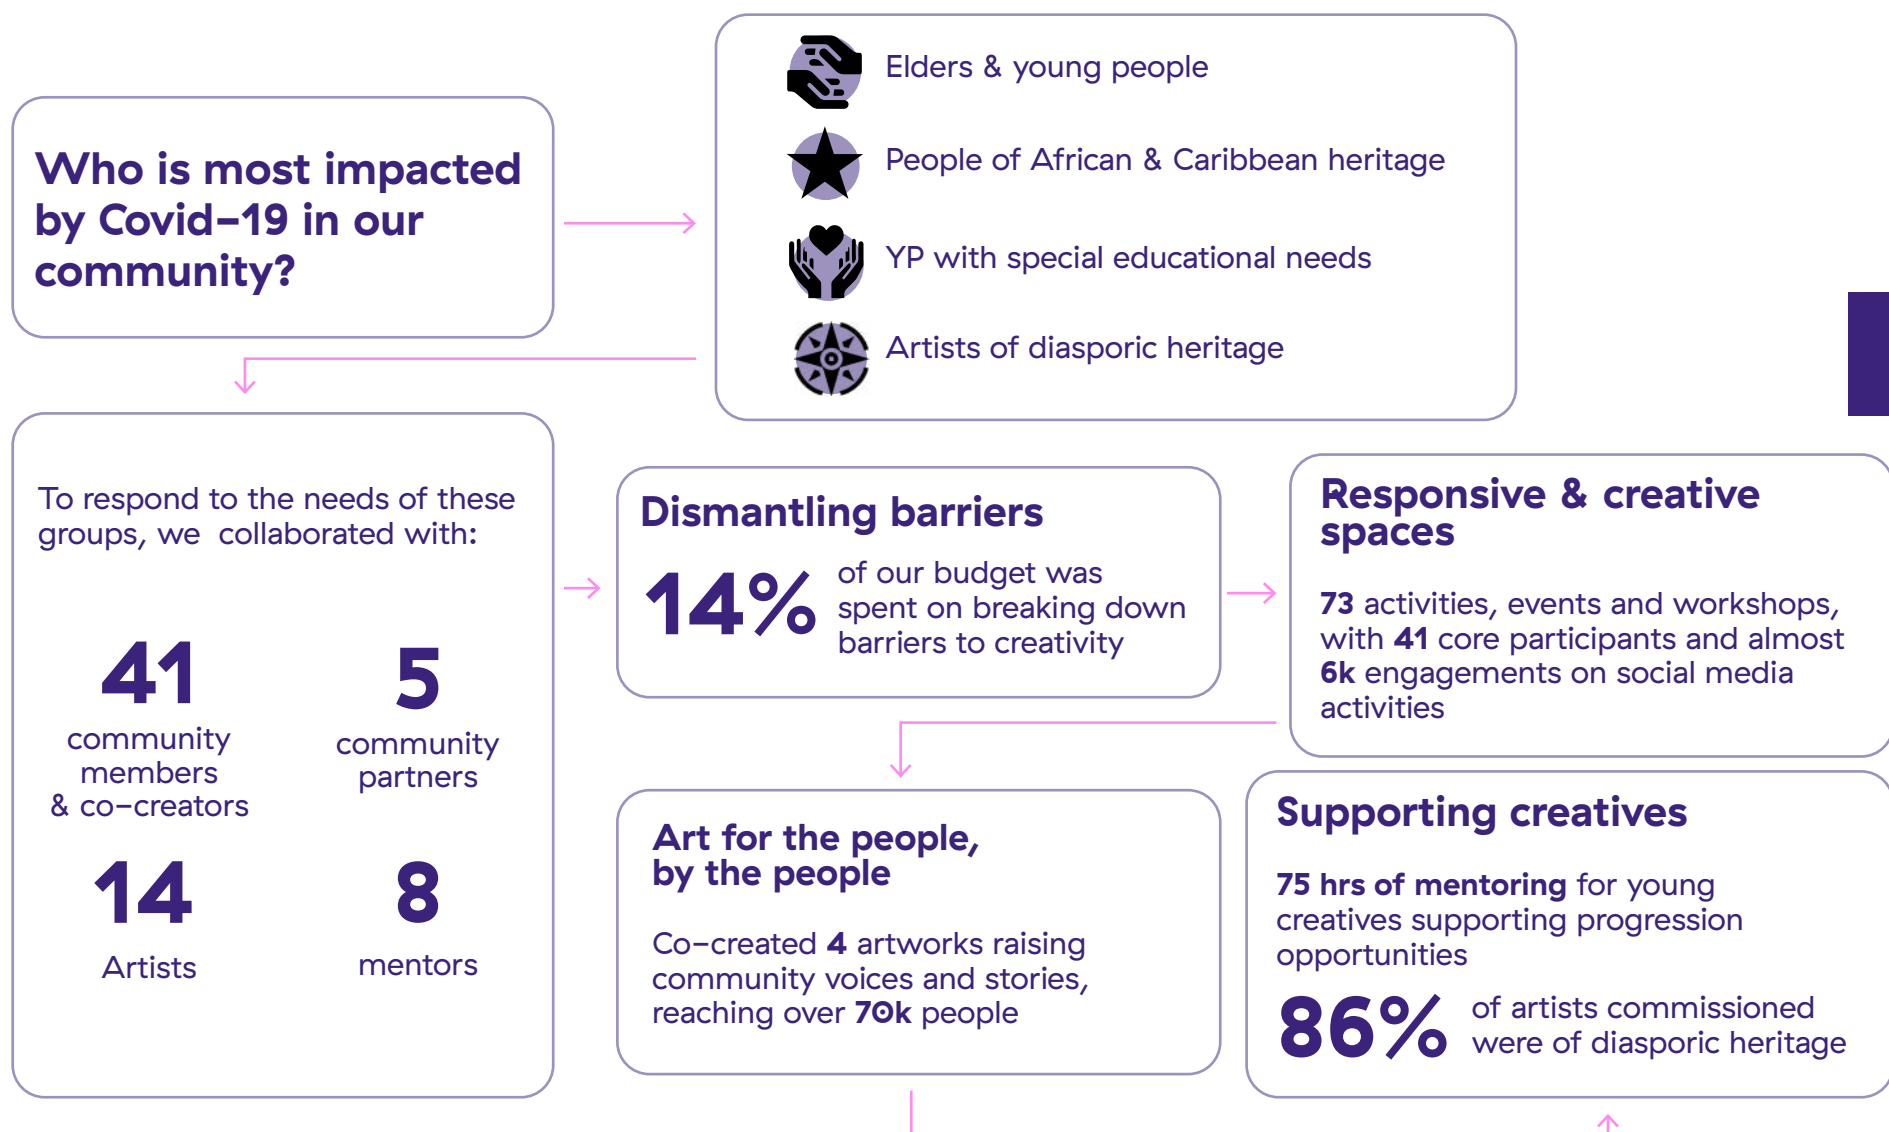 Who is most impacted
by Covid-19 in our
community?
Elders & young people
People of African & Caribbean heritage
YP with special educational needs
Artists of diasporic heritage
To respond to the needs of these
groups, we collaborated with:
41
community
members
& co-creators
5
community
partners
14
Artists
8
mentors
Dismantling barriers
14%
of our budget was
spent on breaking down
barriers to creativity
Responsive & creative
spaces
73 activities, events and workshops,
with 41 core participants and almost
6k engagements on social media
activities
Art for the people,
by the people
Co-created 4 artworks raising
community voices and stories,
reaching over 70k people
Supporting creatives
75 hrs of mentoring for young
creatives supporting progression
opportunities
86%
of artists commissioned
were of diasporic heritage